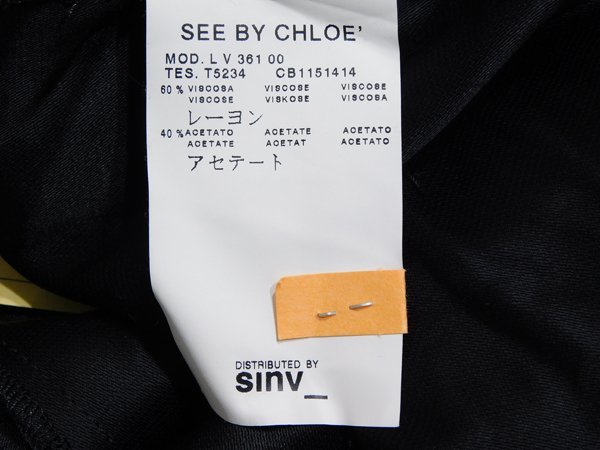 SEE BY CHLOE'
MOD. L V 361 00
TES. T5234 CB1151414
60% VISCOSA VISCOSE VISCOSE
VISCOSE VISKOSE VISCOBA
レーヨン
40% ACETATO ACETATE ACETATO
ACETATE ACETAT ACETATO
アセテート
DISTRIBUTED BY
sinv_